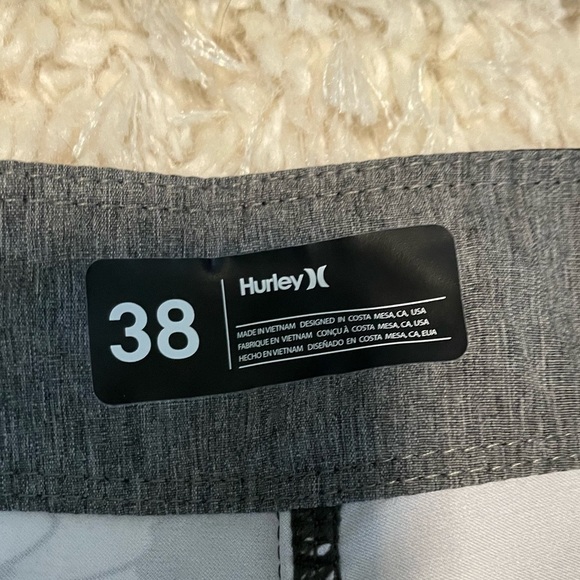 38
Hurley
MADE IN VIETNAM DESIGNED IN COSTA MESA, CA, USA
FABRIQUE EN VIETNAM CONÇU À COSTA MESA, CA, USA
HECHO EN VIETNAM DISEÑADO EN COSTA MESA, CA, EUA